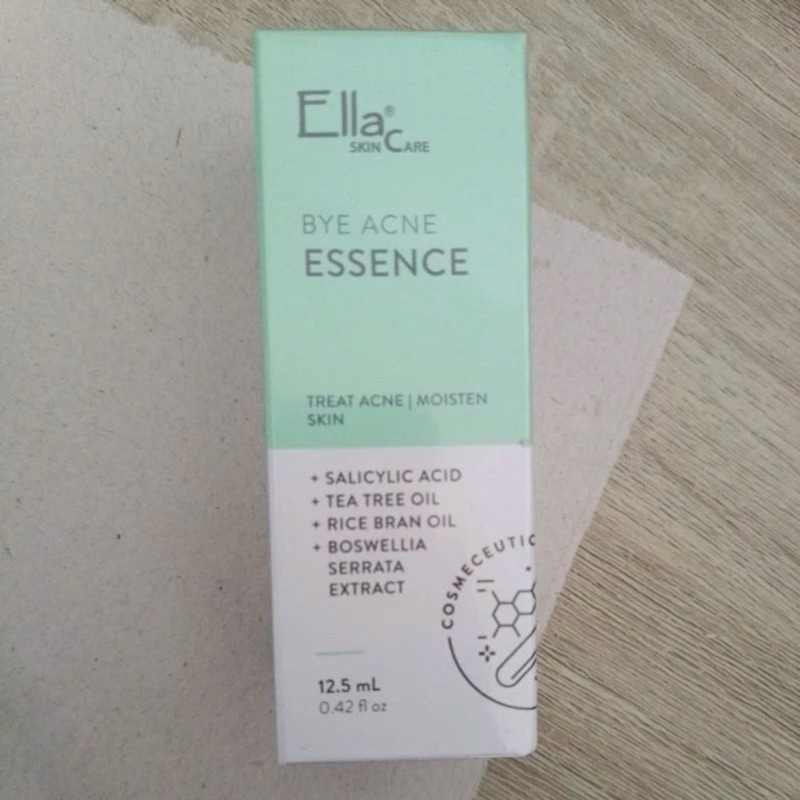 Ella®
SKIN CARE
BYE ACNE
ESSENCE
TREAT ACNE | MOISTEN
SKIN
+ SALICYLIC ACID
+ TEA TREE OIL
+ RICE BRAN OIL
+ BOSWELLIA
SERRATA
EXTRACT
COSMECEUTIC
12.5 mL
0.42 fl oz